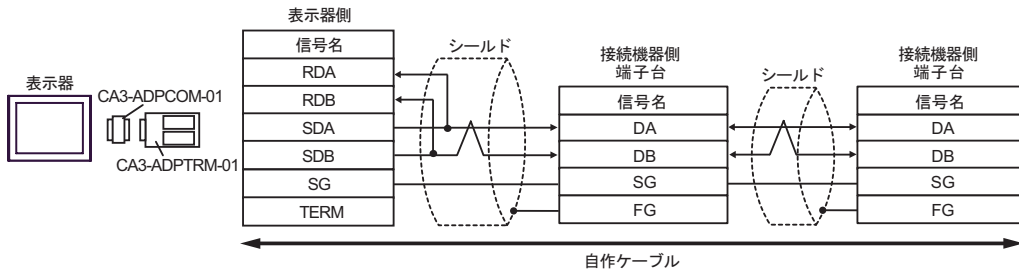 表示器
CA3-ADPCOM-01
CA3-ADPTRM-01
表示器側
信号名
RDA
RDB
SDA
SDB
SG
TERM
シールド
接続機器側
端子台
信号名
DA
DB
SG
FG
シールド
接続機器側
端子台
信号名
DA
DB
SG
FG
自作ケーブル